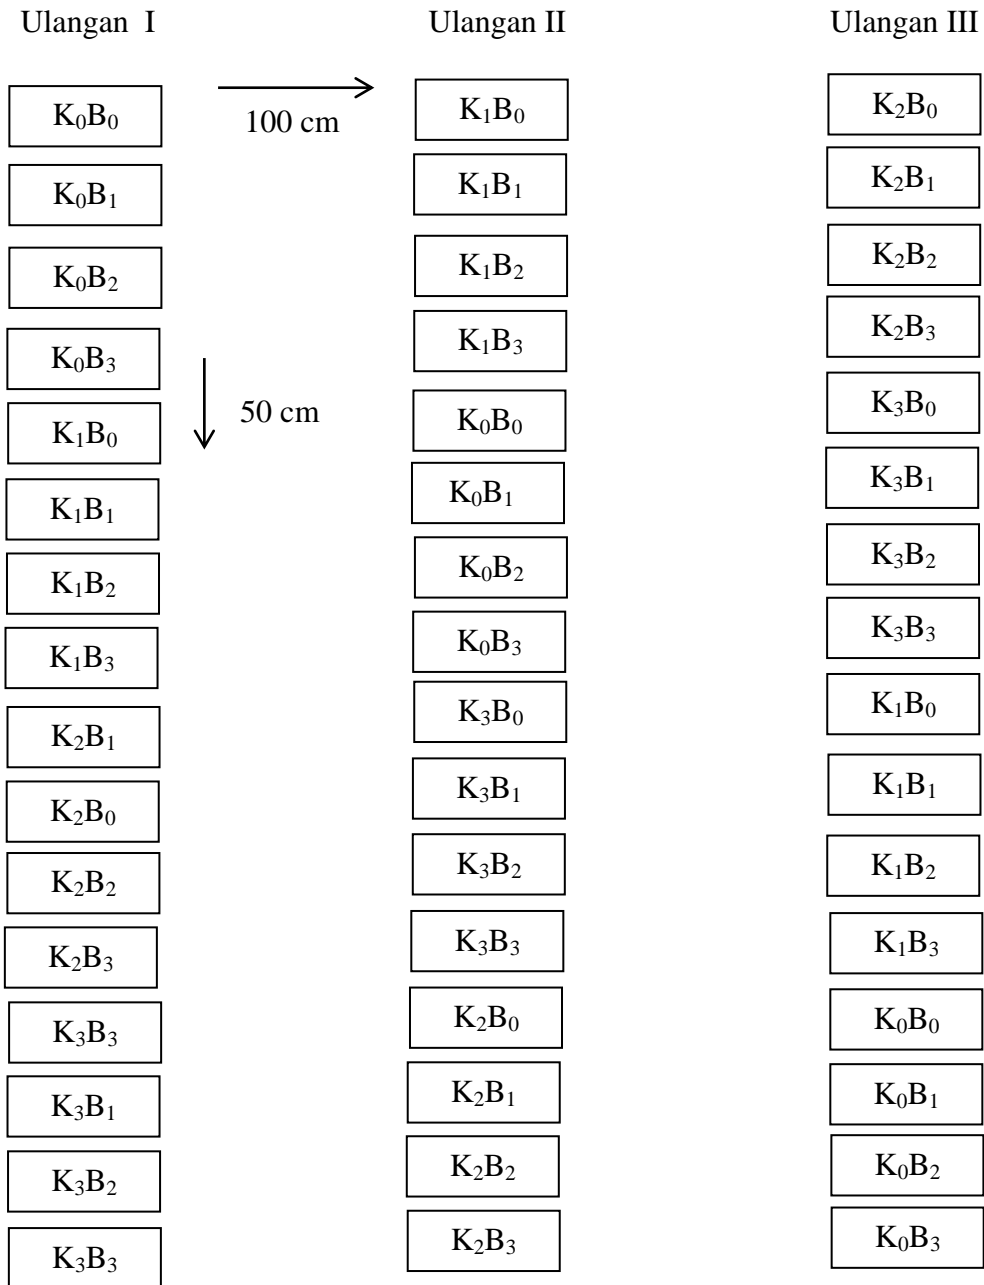 Ulangan I
K₀B₀
K₀B₁
K₀B₂
K₀B₃
K₁B₀
K₁B₁
K₁B₂
K₁B₃
K₂B₁
K₂B₀
K₂B₂
K₂B₃
K₃B₃
K₃B₁
K₃B₂
K₃B₃
100 cm
50 cm
Ulangan II
K₁B₀
K₁B₁
K₁B₂
K₁B₃
K₀B₀
K₀B₁
K₀B₂
K₀B₃
K₃B₀
K₃B₁
K₃B₂
K₃B₃
K₂B₀
K₂B₁
K₂B₂
K₂B₃
Ulangan III
K₂B₀
K₂B₁
K₂B₂
K₂B₃
K₃B₀
K₃B₁
K₃B₂
K₃B₃
K₁B₀
K₁B₁
K₁B₂
K₁B₃
K₀B₀
K₀B₁
K₀B₂
K₀B₃